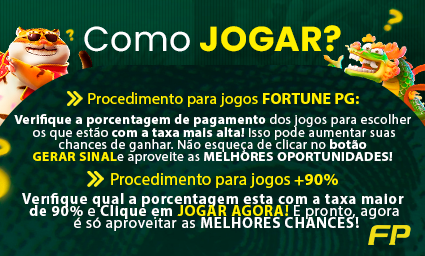 Como JOGAR?
Procedimento para jogos FORTUNE PG:
Verifique a porcentagem de pagamento dos jogos para escolher
os que estão com a taxa mais alta! Isso pode aumentar suas
chances de ganhar. Não esqueça de clicar no botão
GERAR SINAL e aproveite as MELHORES OPORTUNIDADES!
Procedimento para jogos +90%
Verifique qual a porcentagem esta com a taxa maior
de 90% e Clique em JOGAR AGORA! E pronto, agora
é só aproveitar as MELHORES CHANCES!
FP